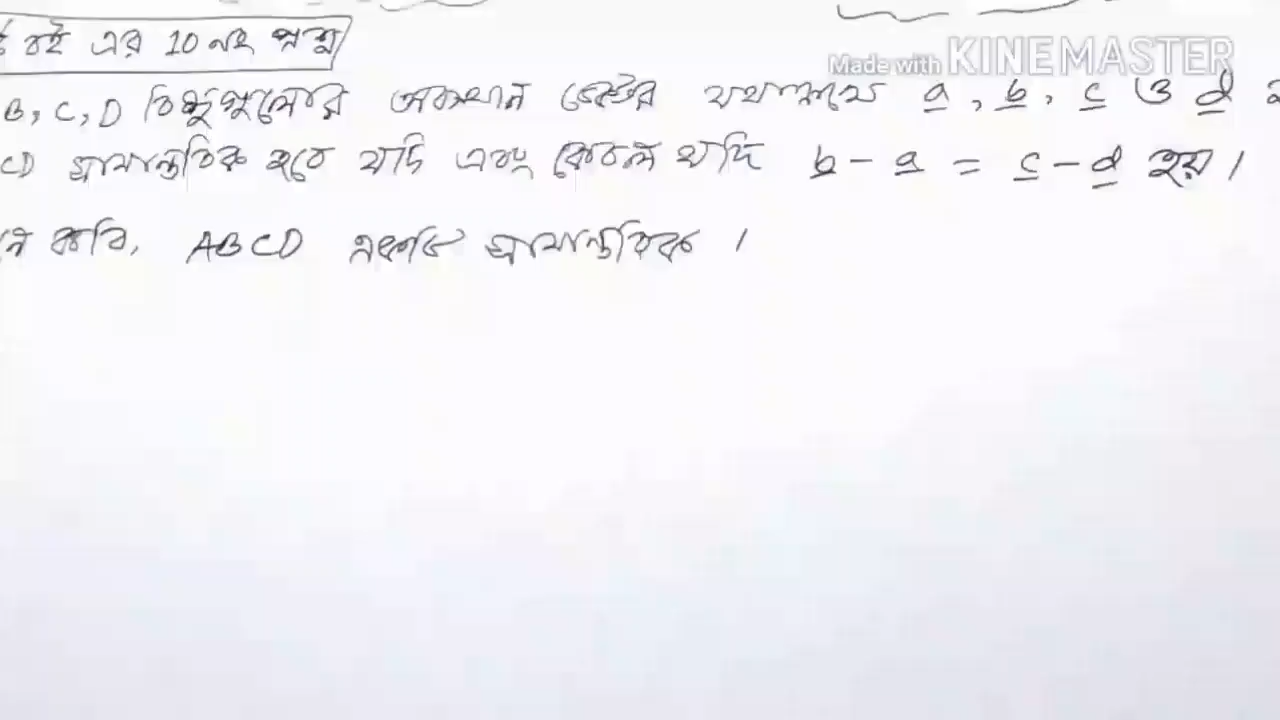 বই এর 10 নং প্রশ্ন
Made with KINEMASTER
B, C, D বিন্দুগুলোর অবস্থান ভেক্টর যথাক্রমে a, b, c ও d
CD সামান্তরিক হবে যদি এবং কেবল যদি b - a = c - d হয়।
করি, ABCD একটি সামান্তরিক।